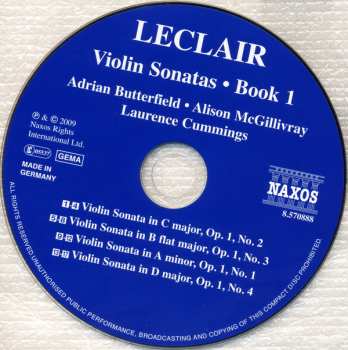 LECLAIR
Violin Sonatas • Book 1
Adrian Butterfield • Alison McGillivray
Laurence Cummings
℗ & © 2009
Naxos Rights
International Ltd.
GEMA
MADE IN
GERMANY
NAXOS
8.570888
Violin Sonata in C major, Op. 1, No. 2
Violin Sonata in B flat major, Op. 1, No. 3
Violin Sonata in A minor, Op. 1, No. 1
Violin Sonata in D major, Op. 1, No. 4
ALL RIGHTS RESERVED UNAUTHORISED PUBLIC PERFORMANCE, BROADCASTING AND COPYING OF THIS COMPACT DISC PROHIBITED